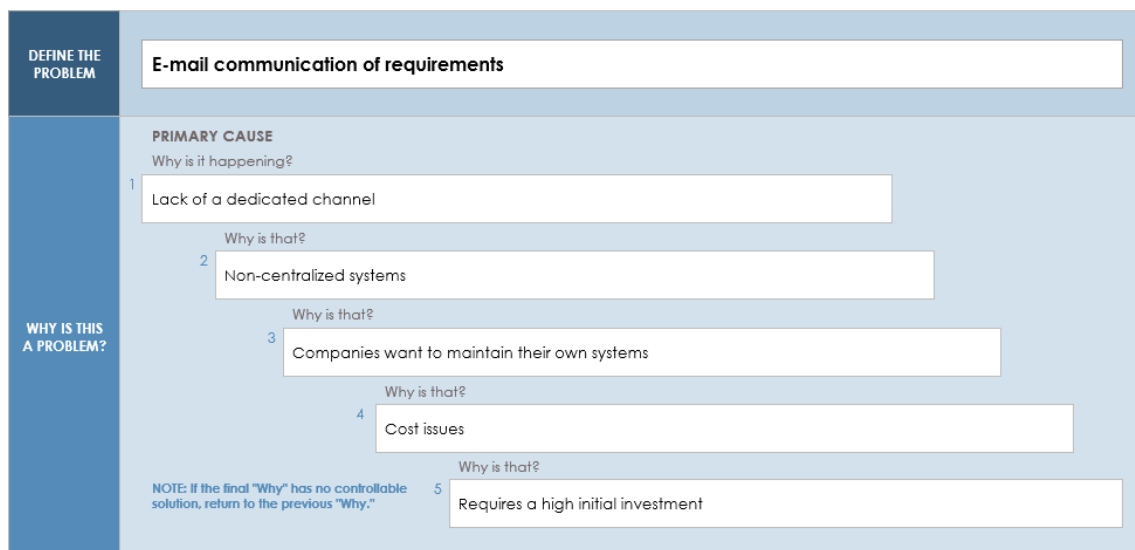 DEFINE THE
PROBLEM
E-mail communication of requirements
WHY IS THIS
A PROBLEM?
PRIMARY CAUSE
Why is it happening?
1
Lack of a dedicated channel
Why is that?
2
Non-centralized systems
Why is that?
3
Companies want to maintain their own systems
Why is that?
4
Cost issues
Why is that?
5
Requires a high initial investment
NOTE: If the final "Why" has no controllable
solution, return to the previous "Why."